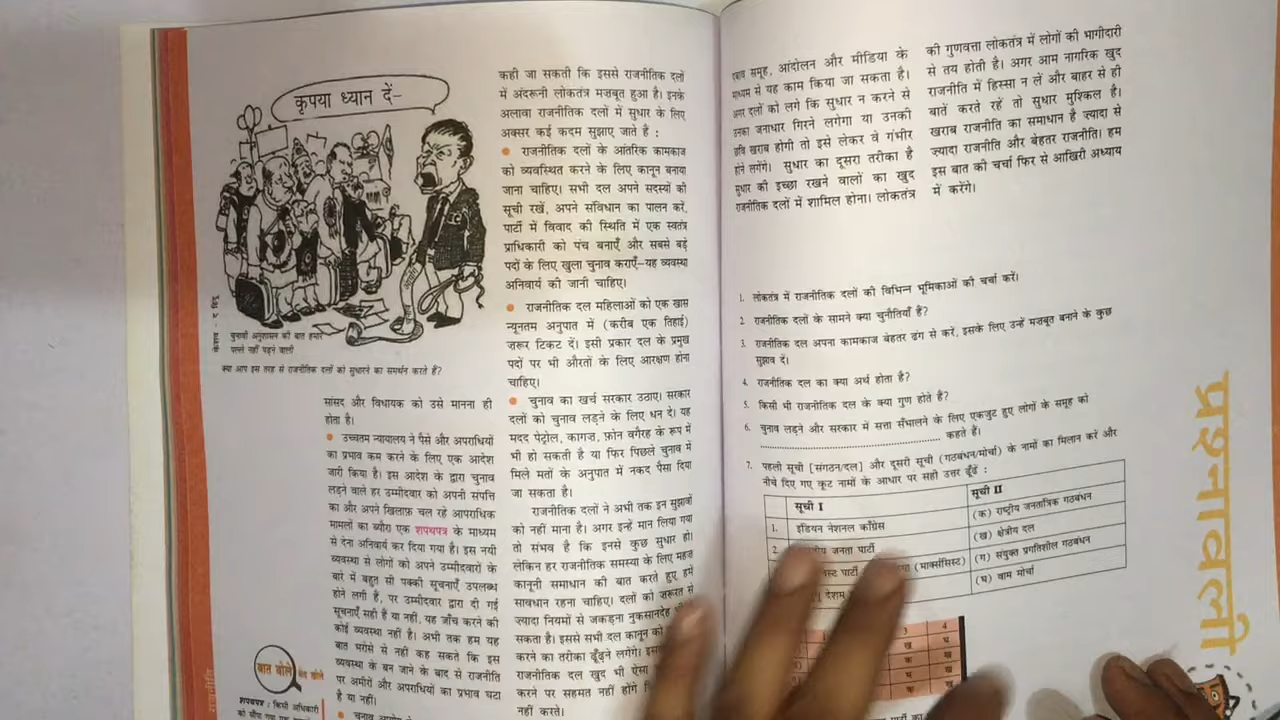 कृपया ध्यान दें-
केशव - द हिंदू
चुनावी अनुशासन की बात हमारे
पल्ले नहीं पड़ने वाली
क्या आप इस तरह से राजनीतिक दलों को सुधारने का समर्थन करते हैं?
सांसद और विधायक को उसे मानना ही
होता है।
उच्चतम न्यायालय ने पैसे और अपराधियों
का प्रभाव कम करने के लिए एक आदेश
जारी किया है। इस आदेश के द्वारा चुनाव
लड़ने वाले हर उम्मीदवार को अपनी संपत्ति
का और अपने खिलाफ़ चल रहे आपराधिक
मामलों का ब्यौरा एक शपथपत्र के माध्यम
से देना अनिवार्य कर दिया गया है। इस नयी
व्यवस्था से लोगों को अपने उम्मीदवारों के
बारे में बहुत सी पक्की सूचनाएँ उपलब्ध
होने लगी हैं, पर उम्मीदवार द्वारा दी गई
सूचनाएँ सही हैं या नहीं, यह जाँच करने की
कोई व्यवस्था नहीं है। अभी तक हम यह
बात भरोसे से नहीं कह सकते कि इस
व्यवस्था के बन जाने के बाद से राजनीति
पर अमीरों और अपराधियों का प्रभाव घटा
है या नहीं।
चुनाव आयोग ने
बात बोले भेद खोले
शपथपत्र : किसी अधिकारी
राजनीति
कही जा सकती कि इससे राजनीतिक दलों
में अंदरूनी लोकतंत्र मज़बूत हुआ है। इनके
अलावा राजनीतिक दलों में सुधार के लिए
अक्सर कई कदम सुझाए जाते है :
राजनीतिक दलों के आंतरिक कामकाज
को व्यवस्थित करने के लिए कानून बनाया
जाना चाहिए। सभी दल अपने सदस्यों की
सूची रखें, अपने संविधान का पालन करें,
पार्टी में विवाद की स्थिति में एक स्वतंत्र
प्राधिकारी को पंच बनाएँ और सबसे बड़े
पदों के लिए खुला चुनाव कराएँ-यह व्यवस्था
अनिवार्य की जानी चाहिए।
राजनीतिक दल महिलाओं को एक खास
न्यूनतम अनुपात में (करीब एक तिहाई)
ज़रूर टिकट दें। इसी प्रकार दल के प्रमुख
पदों पर भी औरतों के लिए आरक्षण होना
चाहिए।
चुनाव का खर्च सरकार उठाए। सरकार
दलों को चुनाव लड़ने के लिए धन दे। यह
मदद पेट्रोल, कागज, फ़ोन वगैरह के रूप में
भी हो सकती है या फिर पिछले चुनाव में
मिले मतों के अनुपात में नकद पैसा दिया
जा सकता है।
राजनीतिक दलों ने अभी तक इन सुझावों
को नहीं माना है। अगर इन्हें मान लिया गया
तो संभव है कि इनसे कुछ सुधार हो।
लेकिन हर राजनीतिक समस्या के लिए महज़
कानूनी समाधान की बात करते हुए हमें
सावधान रहना चाहिए। दलों को ज़रूरत से
ज़्यादा नियमों से जकड़ना नुकसानदेह
सकता है। इससे सभी दल कानून को
करने का तरीका ढूँढ़ने लगेंगे।
राजनीतिक दल खुद भी ऐसा
करने पर सहमत नहीं होंगे
नहीं करते।
दबाव समूह, आंदोलन और मीडिया के
माध्यम से यह काम किया जा सकता है।
अगर दलों को लगे कि सुधार न करने से
उनका जनाधार गिरने लगेगा या उनकी
छवि खराब होगी तो इसे लेकर वे गंभीर
होने लगेंगे। सुधार का दूसरा तरीका है
सुधार की इच्छा रखने वालों का खुद
राजनीतिक दलों में शामिल होना। लोकतंत्र
की गुणवत्ता लोकतंत्र में लोगों की भागीदारी
से तय होती है। अगर आम नागरिक खुद
राजनीति में हिस्सा न लें और बाहर से ही
बातें करते रहें तो सुधार मुश्किल है।
खराब राजनीति का समाधान है ज्यादा से
ज्यादा राजनीति और बेहतर राजनीति। हम
इस बात की चर्चा फिर से आखिरी अध्याय
में करेंगे।
1. लोकतंत्र में राजनीतिक दलों की विभिन्न भूमिकाओं की चर्चा करें।
2. राजनीतिक दलों के सामने क्या चुनौतियाँ हैं?
3. राजनीतिक दल अपना कामकाज बेहतर ढंग से करें, इसके लिए उन्हें मज़बूत बनाने के कुछ
सुझाव दें।
4. राजनीतिक दल का क्या अर्थ होता है?
5. किसी भी राजनीतिक दल के क्या गुण होते हैं?
6. चुनाव लड़ने और सरकार में सत्ता सँभालने के लिए एकजुट हुए लोगों के समूह को
........................................ कहते हैं।
7. पहली सूची [संगठन/दल] और दूसरी सूची (गठबंधन/मोर्चा) के नामों का मिलान करें और
नीचे दिए गए कूट नामों के आधार पर सही उत्तर ढूँढ़ें :
सूची I सूची II
1. इंडियन नेशनल काँग्रेस (क) राष्ट्रीय जनतांत्रिक गठबंधन
2. जनता पार्टी (ख) क्षेत्रीय दल
पार्टी (मार्क्सिस्ट) (ग) संयुक्त प्रगतिशील गठबंधन
देशम (घ) वाम मोर्चा
3 4
ख घ
क ख
घ ख
क ख
प्रश्नावली